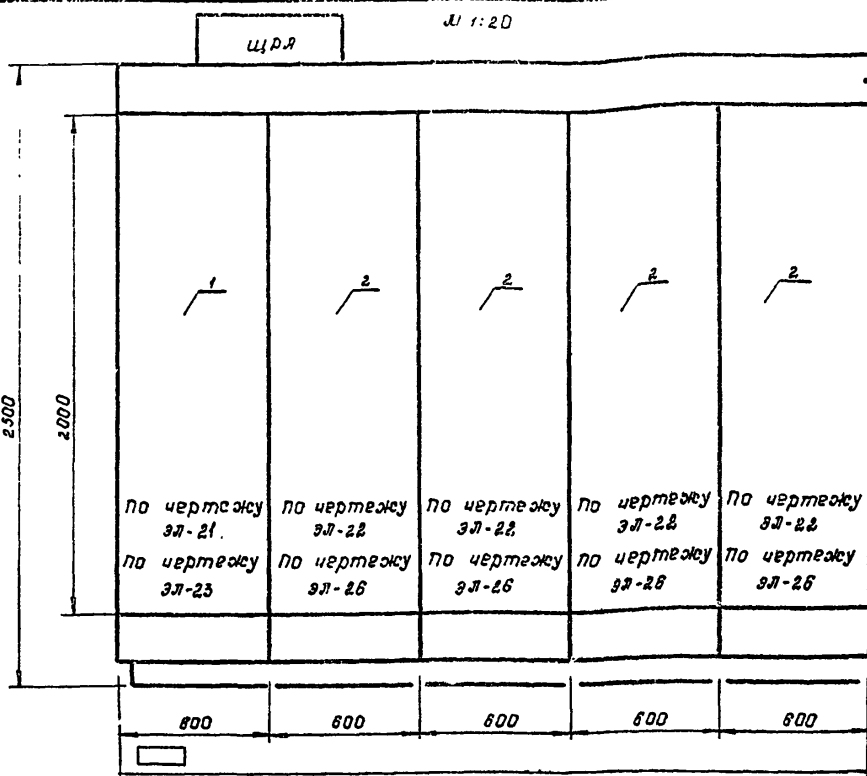 М 1:20
ЩРЯ
1
2
2
2
2
2500
2000
По чертежу
ЭЛ-21.
По чертежу
ЭЛ-23
По чертежу
ЭЛ-22
По чертежу
ЭЛ-26
По чертежу
ЭЛ-22
По чертежу
ЭЛ-26
По чертежу
ЭЛ-22
По чертежу
ЭЛ-26
По чертежу
ЭЛ-22
По чертежу
ЭЛ-26
600
600
600
600
600